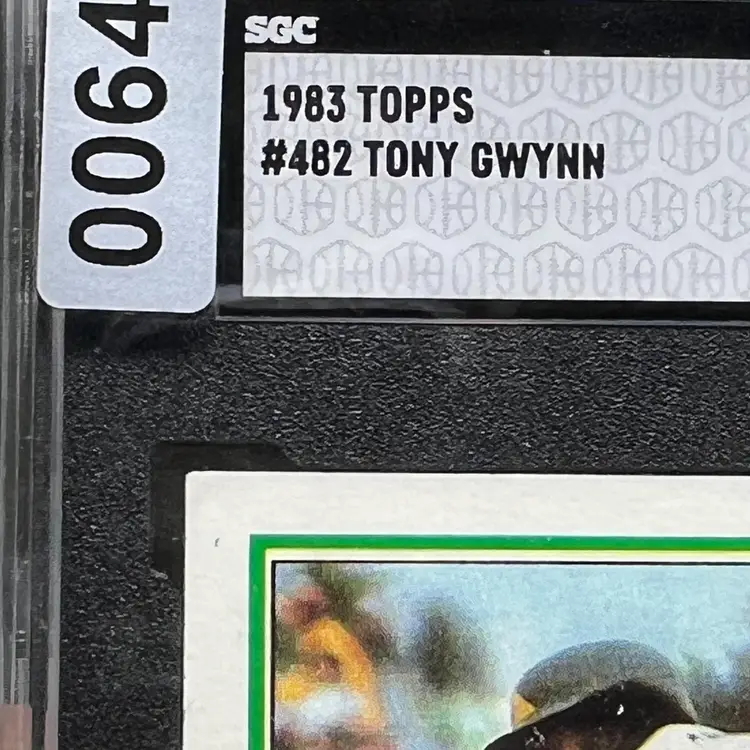 0064
SGC
1983 TOPPS
#482 TONY GWYNN